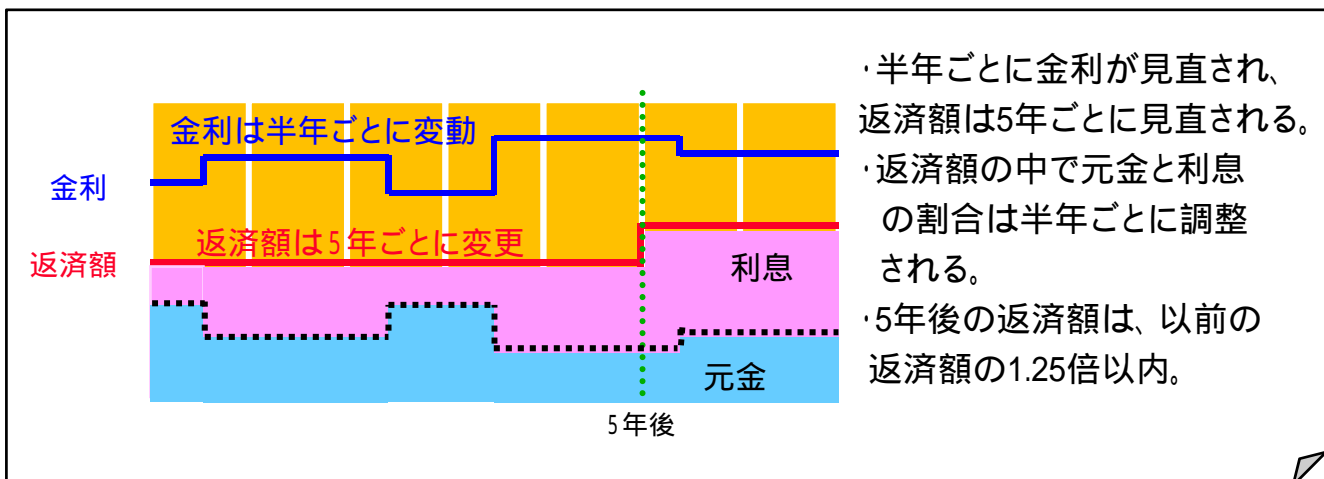 ・半年ごとに金利が見直され、
返済額は5年ごとに見直される。
・返済額の中で元金と利息
の割合は半年ごとに調整
される。
・5年後の返済額は、以前の
返済額の1.25倍以内。
金利は半年ごとに変動
金利
返済額は5年ごとに変更
返済額
利息
元金
5年後